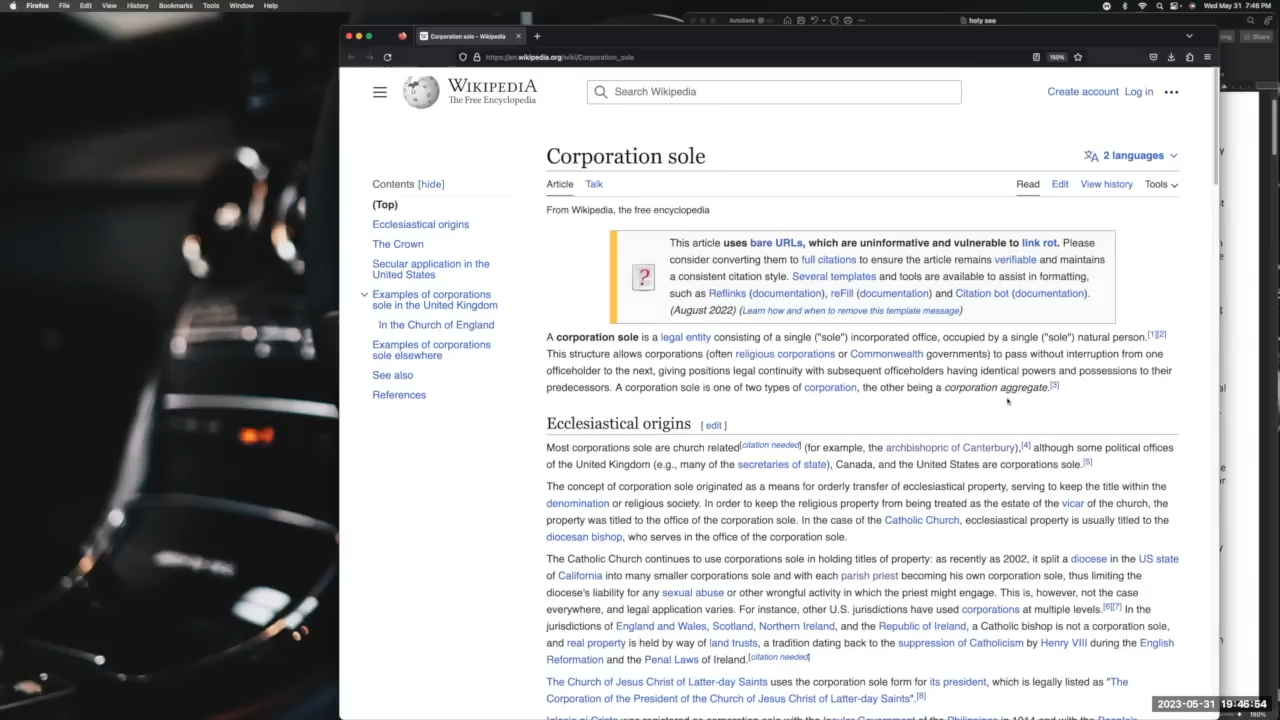 Firefox File Edit View History Bookmarks Tools Window Help
Wed May 31 7:46 PM
AutoSave
holy see
Share
Corporation sole - Wikipedia
https://en.wikipedia.org/wiki/Corporation_sole
150%
WIKIPEDIA
The Free Encyclopedia
Search Wikipedia
Create account Log in
Corporation sole
2 languages
Contents [hide]
(Top)
Ecclesiastical origins
The Crown
Secular application in the
United States
Examples of corporations
sole in the United Kingdom
In the Church of England
Examples of corporations
sole elsewhere
See also
References
Article Talk
Read Edit View history Tools
From Wikipedia, the free encyclopedia
This article uses bare URLs, which are uninformative and vulnerable to link rot. Please
consider converting them to full citations to ensure the article remains verifiable and maintains
a consistent citation style. Several templates and tools are available to assist in formatting,
such as Reflinks (documentation), reFill (documentation) and Citation bot (documentation).
(August 2022) (Learn how and when to remove this template message)
A corporation sole is a legal entity consisting of a single ("sole") incorporated office, occupied by a single ("sole") natural person.[1][2]
This structure allows corporations (often religious corporations or Commonwealth governments) to pass without interruption from one
officeholder to the next, giving positions legal continuity with subsequent officeholders having identical powers and possessions to their
predecessors. A corporation sole is one of two types of corporation, the other being a corporation aggregate.[3]
Ecclesiastical origins [ edit ]
Most corporations sole are church related[citation needed] (for example, the archbishopric of Canterbury),[4] although some political offices
of the United Kingdom (e.g., many of the secretaries of state), Canada, and the United States are corporations sole.[5]
The concept of corporation sole originated as a means for orderly transfer of ecclesiastical property, serving to keep the title within the
denomination or religious society. In order to keep the religious property from being treated as the estate of the vicar of the church, the
property was titled to the office of the corporation sole. In the case of the Catholic Church, ecclesiastical property is usually titled to the
diocesan bishop, who serves in the office of the corporation sole.
The Catholic Church continues to use corporations sole in holding titles of property: as recently as 2002, it split a diocese in the US state
of California into many smaller corporations sole and with each parish priest becoming his own corporation sole, thus limiting the
diocese's liability for any sexual abuse or other wrongful activity in which the priest might engage. This is, however, not the case
everywhere, and legal application varies. For instance, other U.S. jurisdictions have used corporations at multiple levels.[6][7] In the
jurisdictions of England and Wales, Scotland, Northern Ireland, and the Republic of Ireland, a Catholic bishop is not a corporation sole,
and real property is held by way of land trusts, a tradition dating back to the suppression of Catholicism by Henry VIII during the English
Reformation and the Penal Laws of Ireland.[citation needed]
The Church of Jesus Christ of Latter-day Saints uses the corporation sole form for its president, which is legally listed as "The
Corporation of the President of the Church of Jesus Christ of Latter-day Saints".[8]
2023-05-31 19:46:54
180%